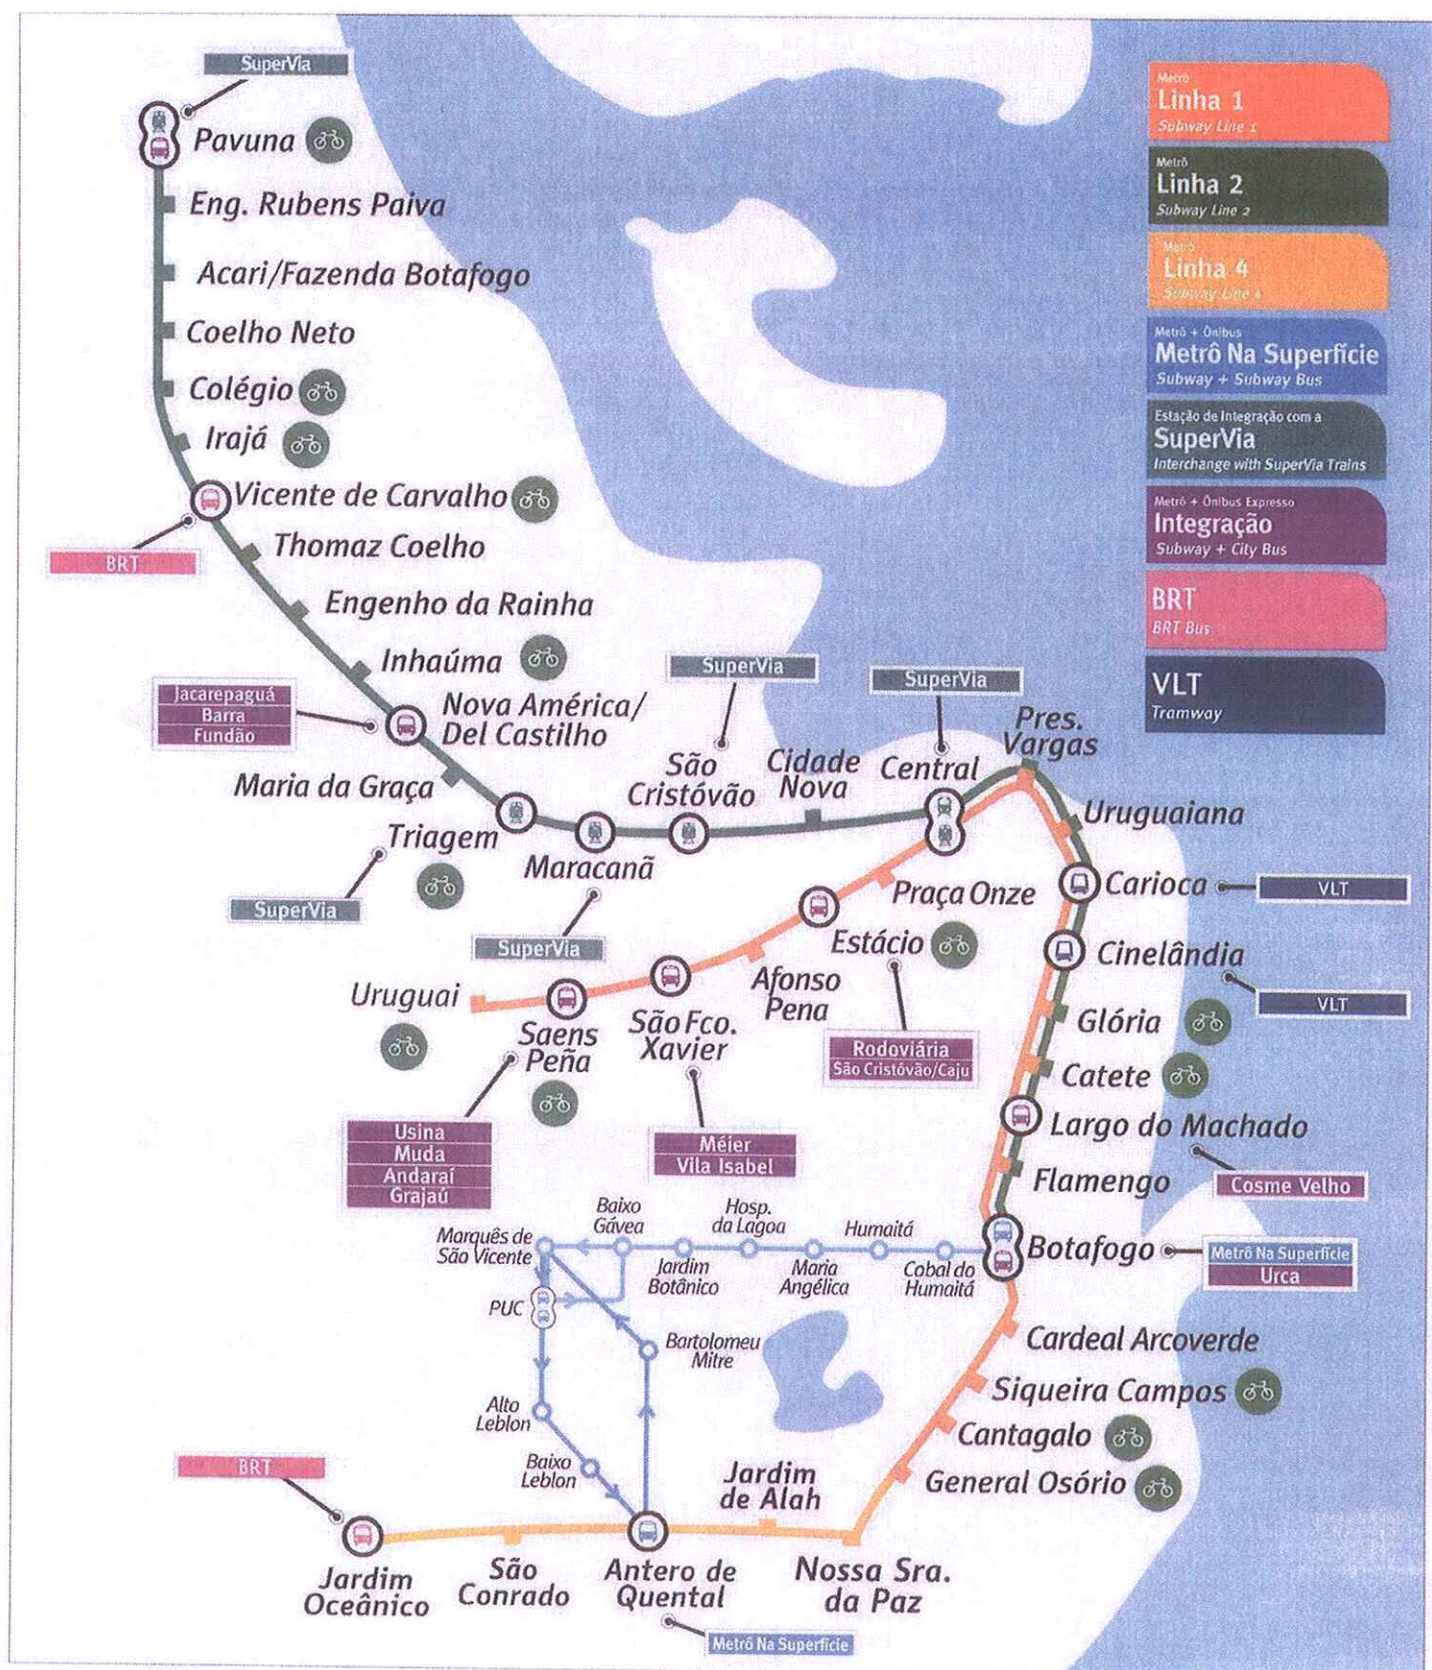 SuperVia
Pavuna
Eng. Rubens Paiva
Acari/Fazenda Botafogo
Coelho Neto
Colégio
Irajá
Vicente de Carvalho
BRT
Thomaz Coelho
Engenho da Rainha
Inhaúma
Jacarepaguá
Barra
Fundão
Nova América/
Del Castilho
Maria da Graça
Triagem
SuperVia
Maracanã
SuperVia
SuperVia
São
Cristóvão
Cidade
Nova
SuperVia
Central
Pres.
Vargas
Uruguaiana
Carioca
VLT
Cinelândia
VLT
Glória
Catete
Largo do Machado
Cosme Velho
Flamengo
Botafogo
Metrô Na Superfície
Urca
Praça Onze
Estácio
Rodoviária
São Cristóvão/Caju
Afonso
Pena
São Fco.
Xavier
Méier
Vila Isabel
Saens
Peña
Usina
Muda
Andaraí
Grajaú
Uruguai
Marquês de
São Vicente
Baixo
Gávea
Jardim
Botânico
Hosp.
da Lagoa
Maria
Angélica
Humaitá
Cobal do
Humaitá
PUC
Bartolomeu
Mitre
Alto
Leblon
Baixo
Leblon
Cardeal Arcoverde
Siqueira Campos
Cantagalo
General Osório
Nossa Sra.
da Paz
Jardim
de Alah
Antero de
Quental
Metrô Na Superfície
São
Conrado
Jardim
Oceânico
BRT
Metrô
Linha 1
Subway Line 1
Metrô
Linha 2
Subway Line 2
Metrô
Linha 4
Subway Line 4
Metrô + Ônibus
Metrô Na Superfície
Subway + Subway Bus
Estação de Integração com a
SuperVia
Interchange with SuperVia Trains
Metrô + Ônibus Expresso
Integração
Subway + City Bus
BRT
BRT Bus
VLT
Tramway